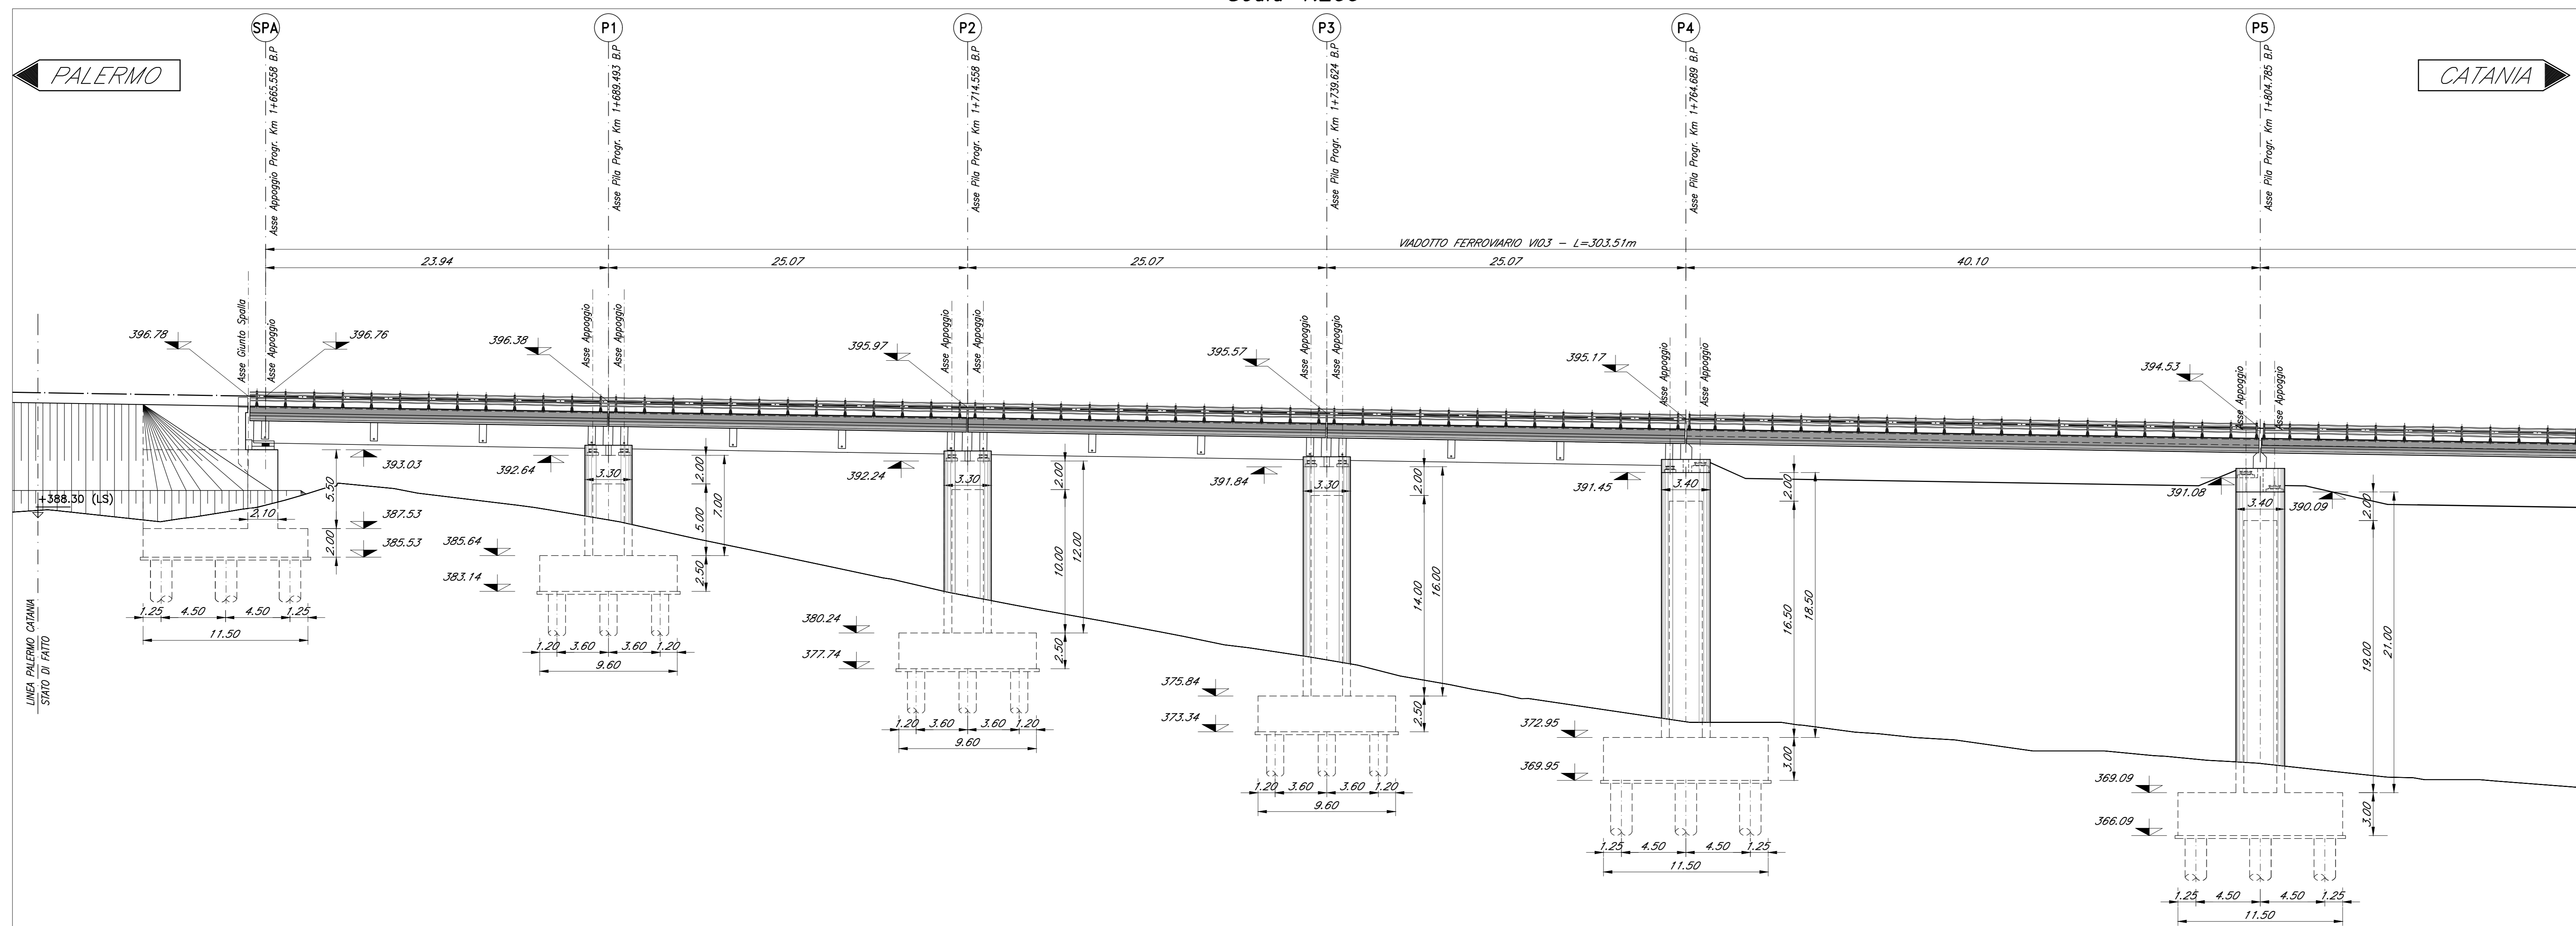 SPA
P1
P2
P3
P4
P5
PALERMO
CATANIA
Asse Appoggio Progr. Km 1+665.558 B.P
Asse Pila Progr. Km 1+689.493 B.P
Asse Pila Progr. Km 1+714.558 B.P
Asse Pila Progr. Km 1+739.624 B.P
Asse Pila Progr. Km 1+764.689 B.P
Asse Pila Progr. Km 1+804.785 B.P
VIADOTTO FERROVIARIO VI03 - L=303.51m
23.94
25.07
25.07
25.07
40.10
Asse Giunto Spalla
Asse Appoggio
Asse Appoggio
Asse Appoggio
Asse Appoggio
Asse Appoggio
Asse Appoggio
Asse Appoggio
Asse Appoggio
Asse Appoggio
Asse Appoggio
Asse Appoggio
396.78
396.76
396.38
395.97
395.57
395.17
394.53
+388.30 (LS)
LINEA PALERMO CATANIA
STATO DI FATTO
393.03
5.50
2.10
387.53
2.00
385.53
1.25
4.50
4.50
1.25
11.50
392.64
3.30
2.00
5.00
7.00
385.64
2.50
383.14
1.20
3.60
3.60
1.20
9.60
392.24
3.30
2.00
10.00
12.00
380.24
2.50
377.74
1.20
3.60
3.60
1.20
9.60
391.84
3.30
2.00
14.00
16.00
375.84
2.50
373.34
1.20
3.60
3.60
1.20
9.60
391.45
3.40
2.00
16.50
18.50
372.95
3.00
369.95
1.25
4.50
4.50
1.25
11.50
391.08
3.40
390.09
2.00
19.00
21.00
369.09
3.00
366.09
1.25
4.50
4.50
1.25
11.50